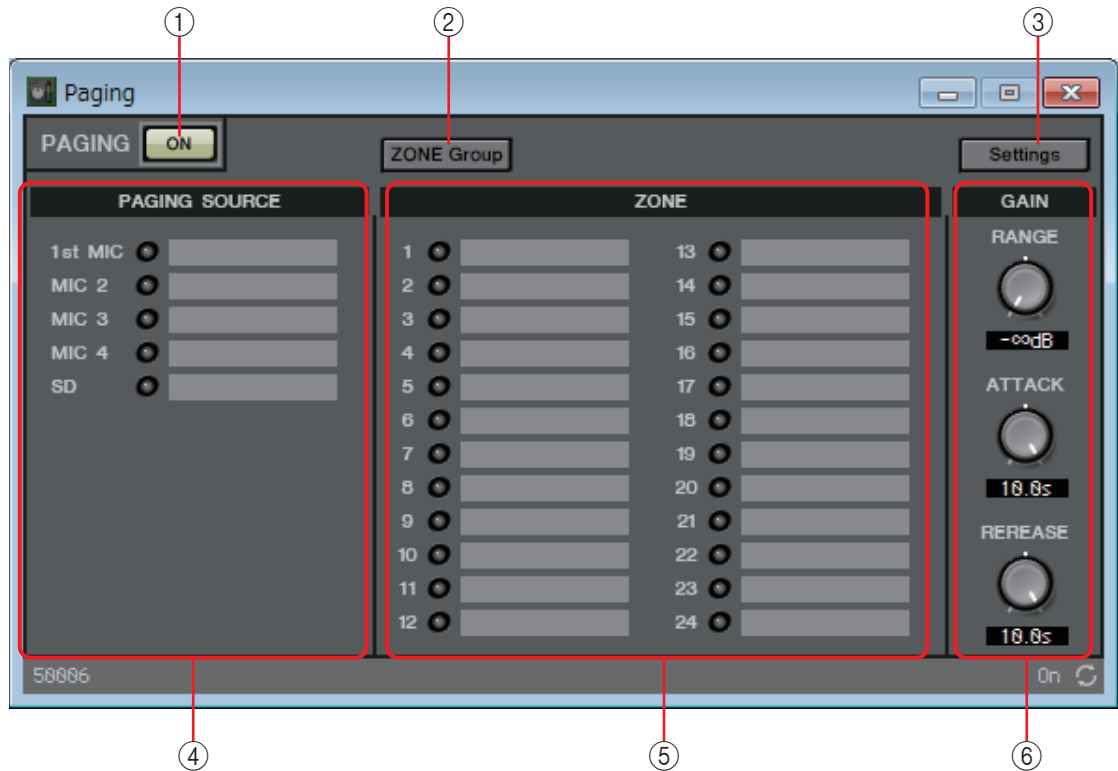 ① ② ③
Paging
PAGING ON
ZONE Group
Settings
PAGING SOURCE
1st MIC
MIC 2
MIC 3
MIC 4
SD
ZONE
1
2
3
4
5
6
7
8
9
10
11
12
13
14
15
16
17
18
19
20
21
22
23
24
GAIN
RANGE
-∞dB
ATTACK
10.0s
REREASE
10.0s
50006
On
④ ⑤ ⑥